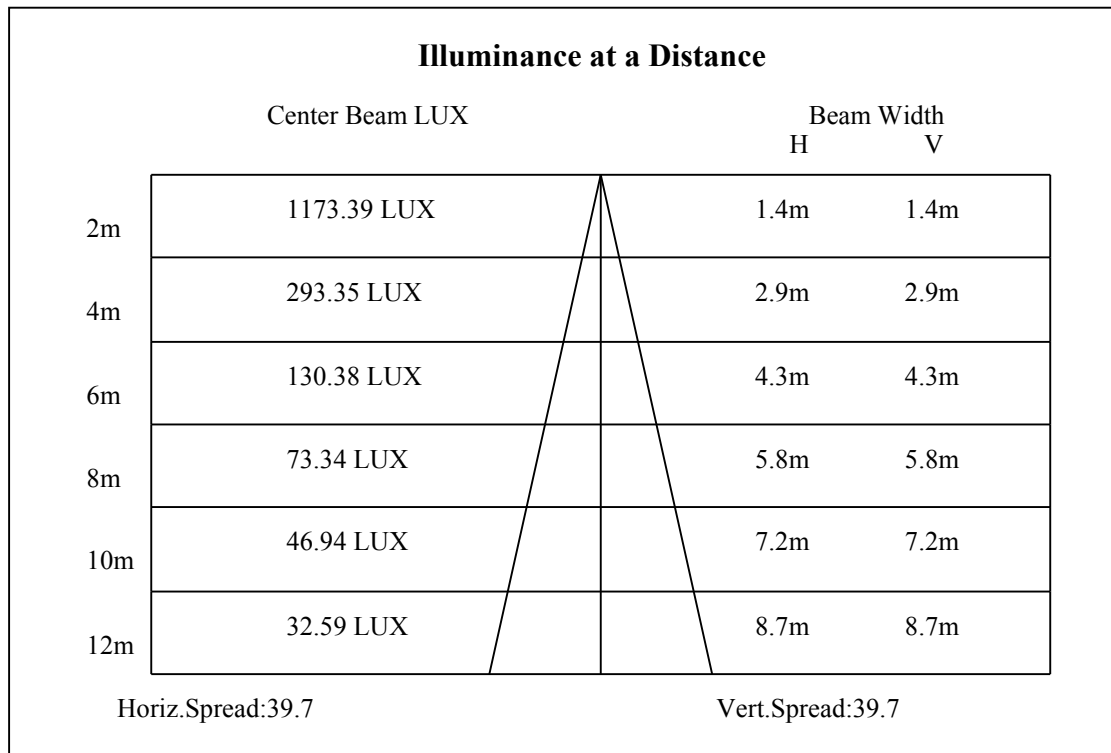 Illuminance at a Distance
Center Beam LUX Beam Width
H V
2m 1173.39 LUX 1.4m 1.4m
4m 293.35 LUX 2.9m 2.9m
6m 130.38 LUX 4.3m 4.3m
8m 73.34 LUX 5.8m 5.8m
10m 46.94 LUX 7.2m 7.2m
12m 32.59 LUX 8.7m 8.7m
Horiz.Spread:39.7 Vert.Spread:39.7